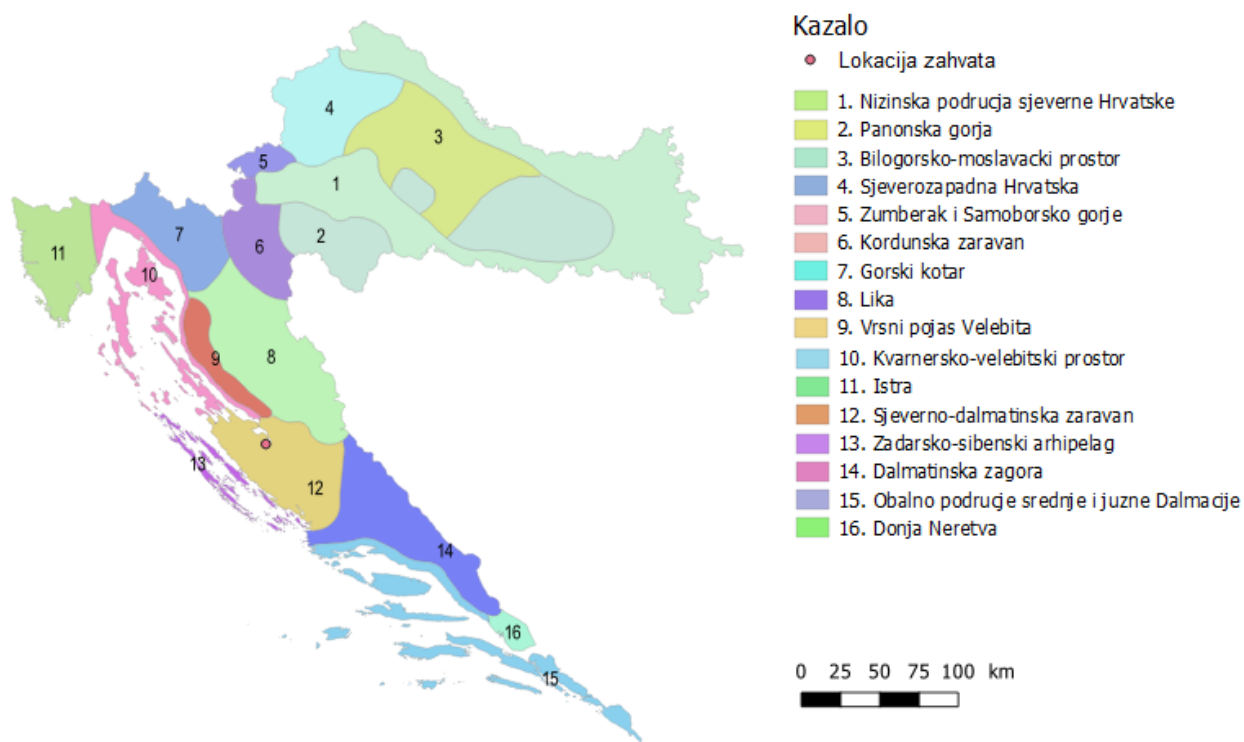 Kazalo
Lokacija zahvata
1. Nizinska podrucja sjeverne Hrvatske
2. Panonska gorja
3. Bilogorsko-moslavacki prostor
4. Sjeverozapadna Hrvatska
5. Zumberak i Samoborsko gorje
6. Kordunska zaravan
7. Gorski kotar
8. Lika
9. Vrsni pojas Velebita
10. Kvarnersko-velebitski prostor
11. Istra
12. Sjeverno-dalmatinska zaravan
13. Zadarsko-sibenski arhipelag
14. Dalmatinska zagora
15. Obalno podrucje srednje i juzne Dalmacije
16. Donja Neretva
0 25 50 75 100 km
4
3
5
1
7
6
2
11
10
9
8
13
12
14
16
15